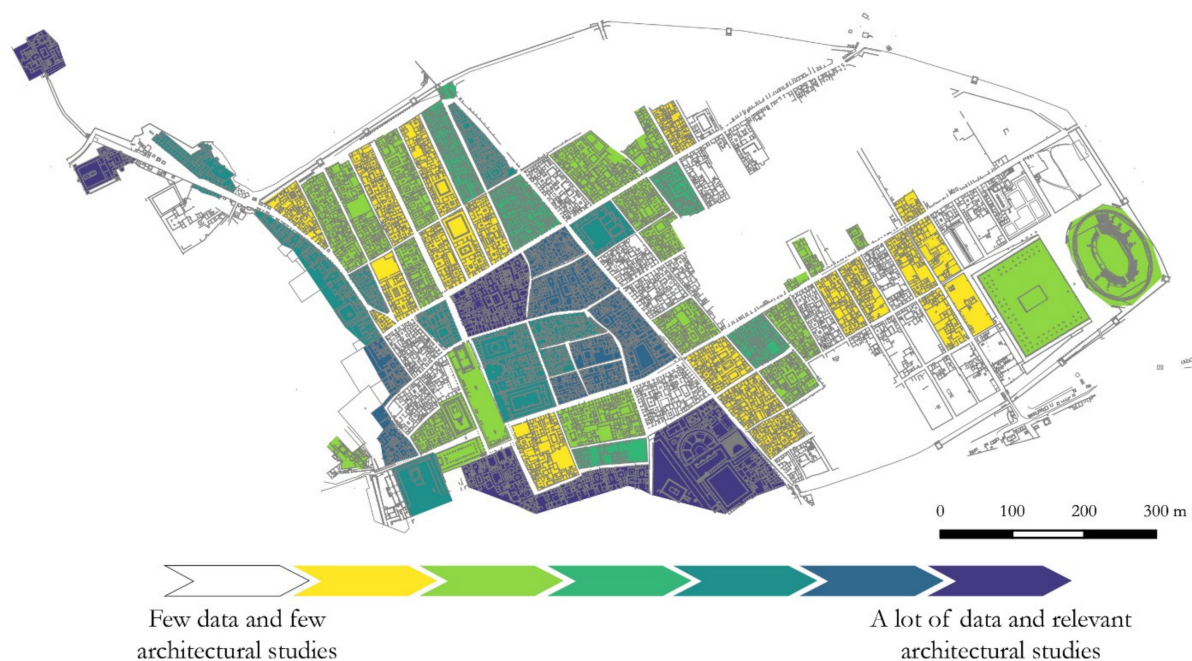 0 100 200 300 m
Few data and few
architectural studies
A lot of data and relevant
architectural studies